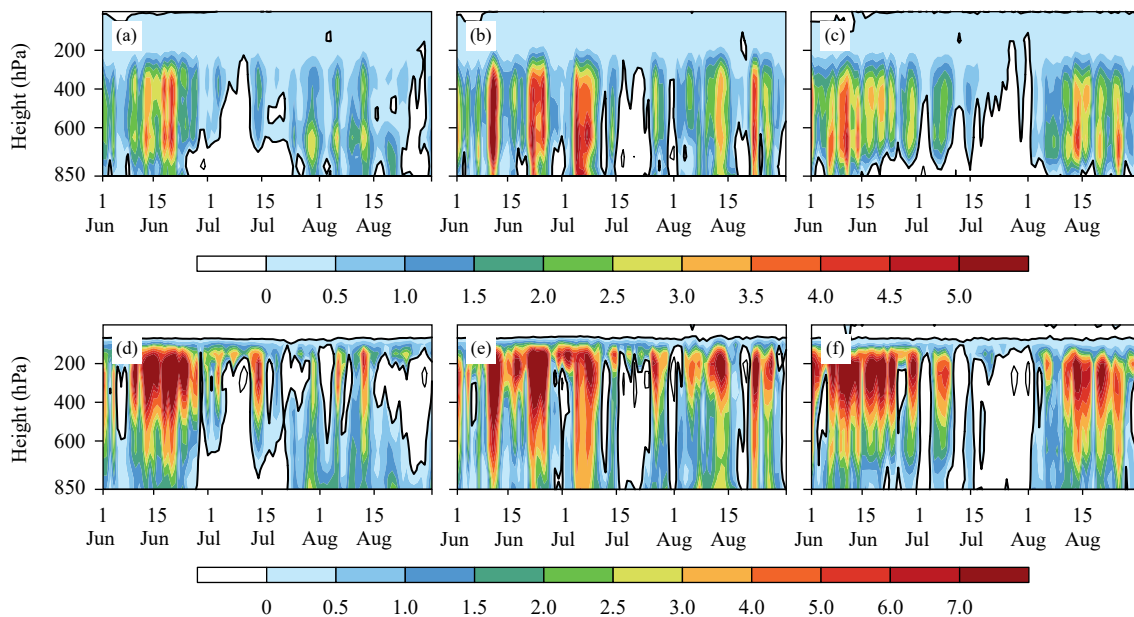 (a) (b) (c)
Height (hPa)
200
400
600
850
1 15 1 15 1 15 1 15 1 15 1 15 1 15 1 15 1 15
Jun Jun Jul Jul Aug Aug Jun Jun Jul Jul Aug Aug Jun Jun Jul Jul Aug Aug
0 0.5 1.0 1.5 2.0 2.5 3.0 3.5 4.0 4.5 5.0
(d) (e) (f)
Height (hPa)
200
400
600
850
1 15 1 15 1 15 1 15 1 15 1 15 1 15 1 15 1 15
Jun Jun Jul Jul Aug Aug Jun Jun Jul Jul Aug Aug Jun Jun Jul Jul Aug Aug
0 0.5 1.0 1.5 2.0 2.5 3.0 4.0 5.0 6.0 7.0